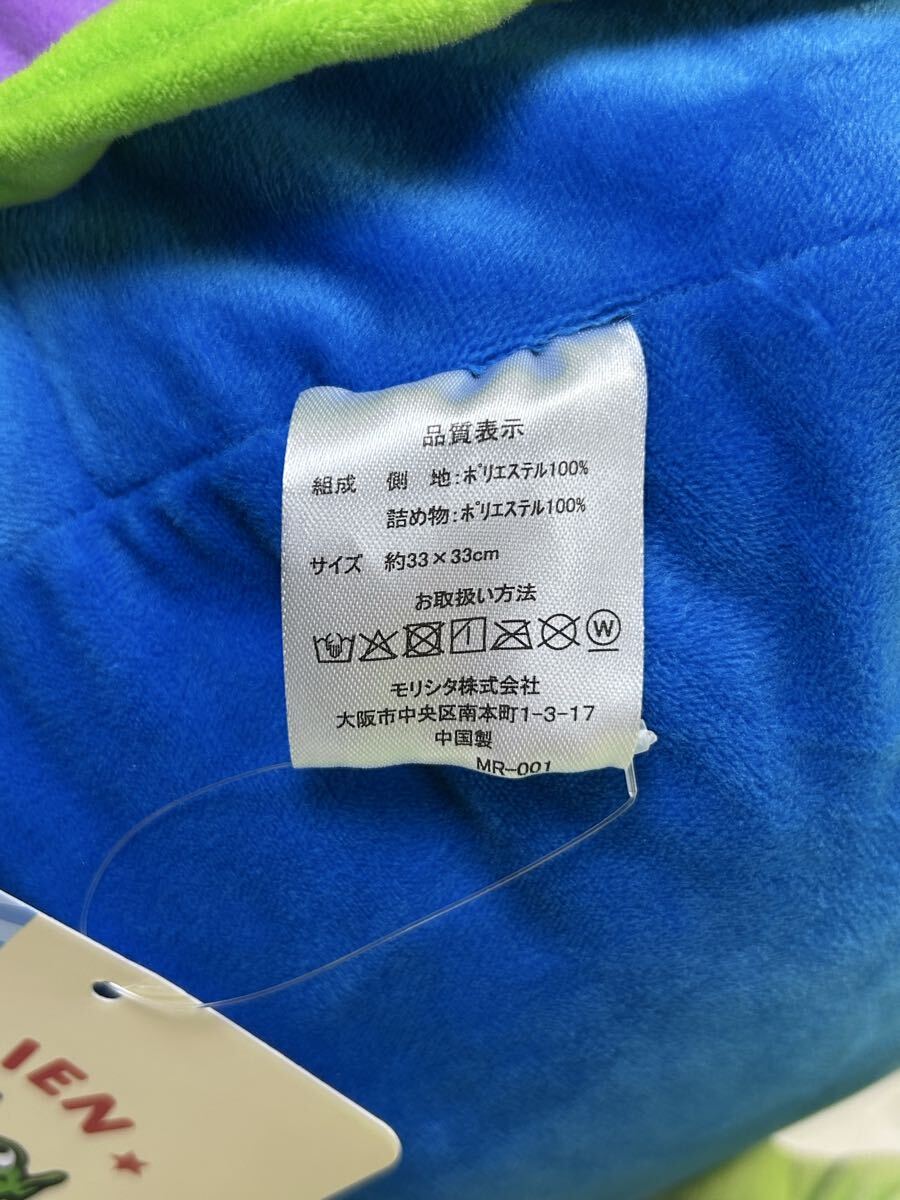 品質表示
組成 側 地:ポリエステル100%
詰め物:ポリエステル100%
サイズ 約33×33cm
お取扱い方法
W
モリシタ株式会社
大阪市中央区南本町1-3-17
中国製
MR-001
IEN